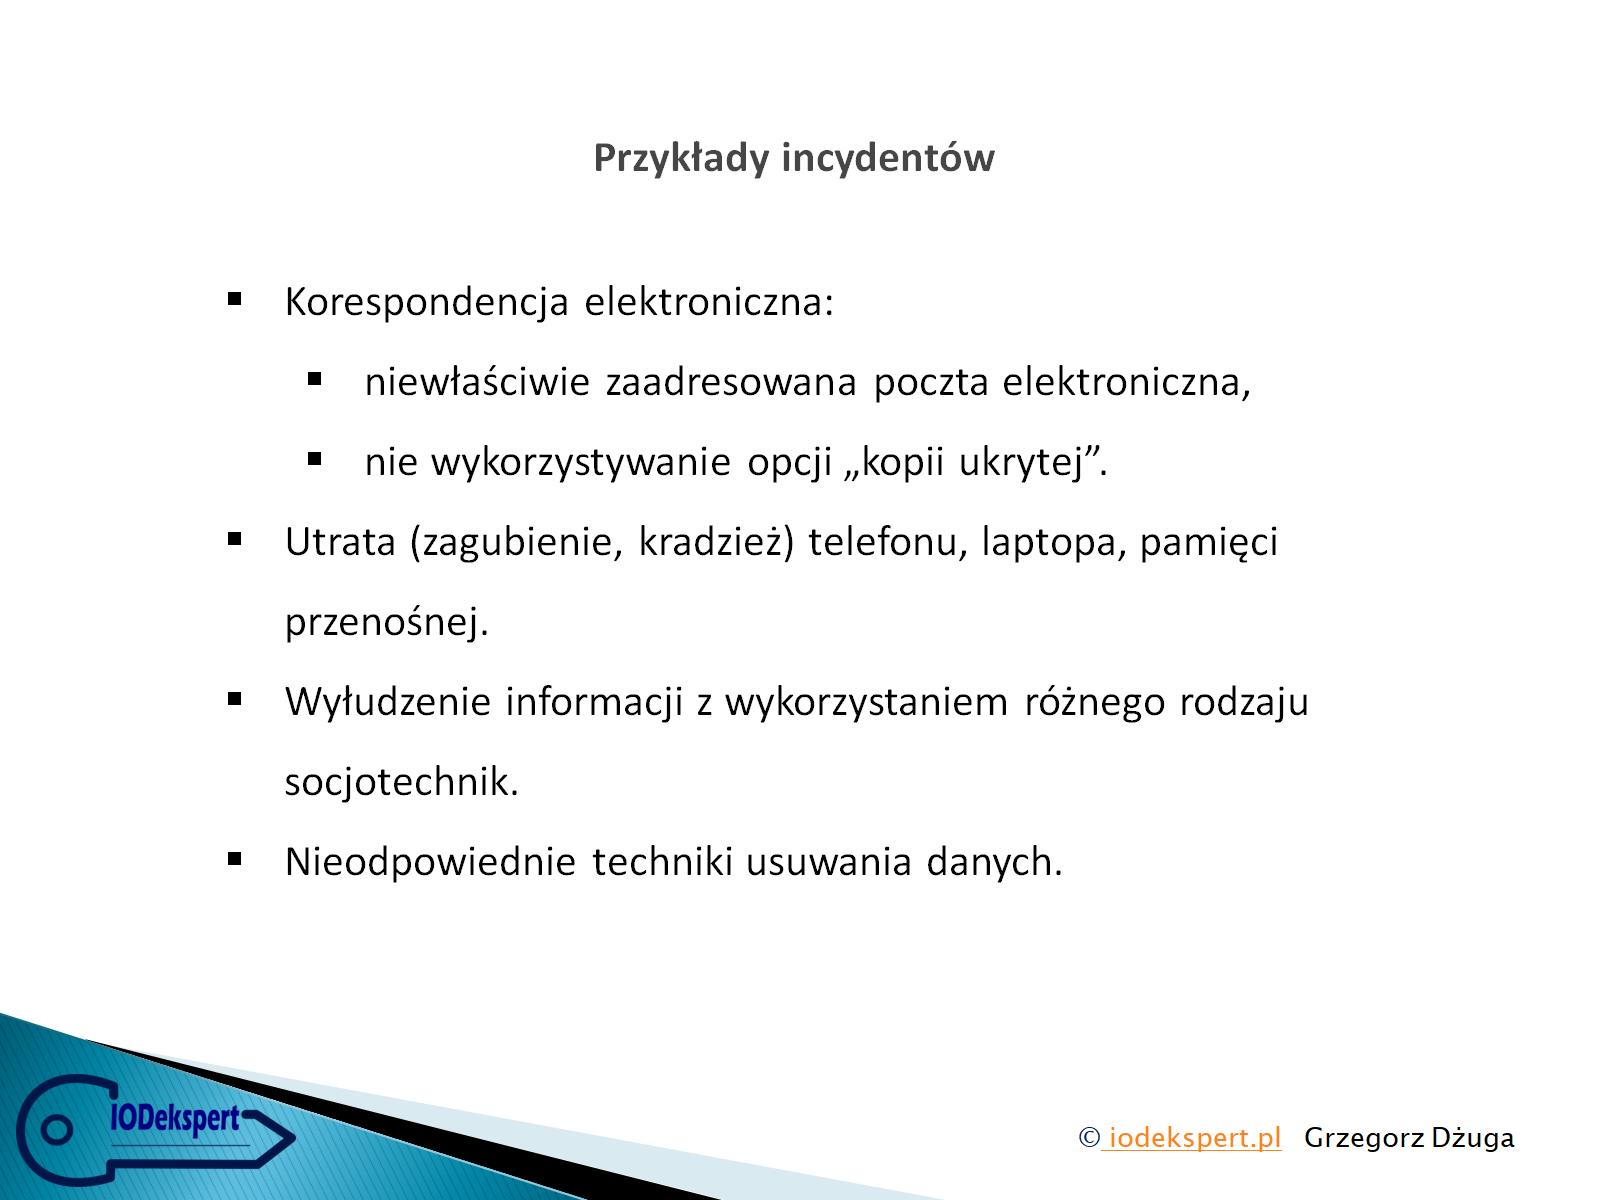 Przykłady incydentów
▪ Korespondencja elektroniczna:
▪ niewłaściwie zaadresowana poczta elektroniczna,
▪ nie wykorzystywanie opcji „kopii ukrytej”.
▪ Utrata (zagubienie, kradzież) telefonu, laptopa, pamięci
przenośnej.
▪ Wyłudzenie informacji z wykorzystaniem różnego rodzaju
socjotechnik.
▪ Nieodpowiednie techniki usuwania danych.
IODekspert
© iodekspert.pl Grzegorz Dżuga